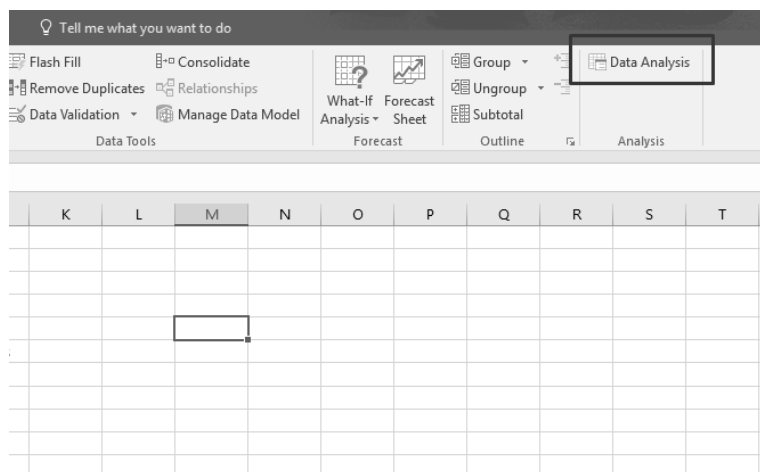 Tell me what you want to do
Flash Fill Consolidate Group Data Analysis
Remove Duplicates Relationships Ungroup
Data Validation Manage Data Model What-If Analysis Forecast Sheet Subtotal
Data Tools Forecast Outline Analysis
K L M N O P Q R S T